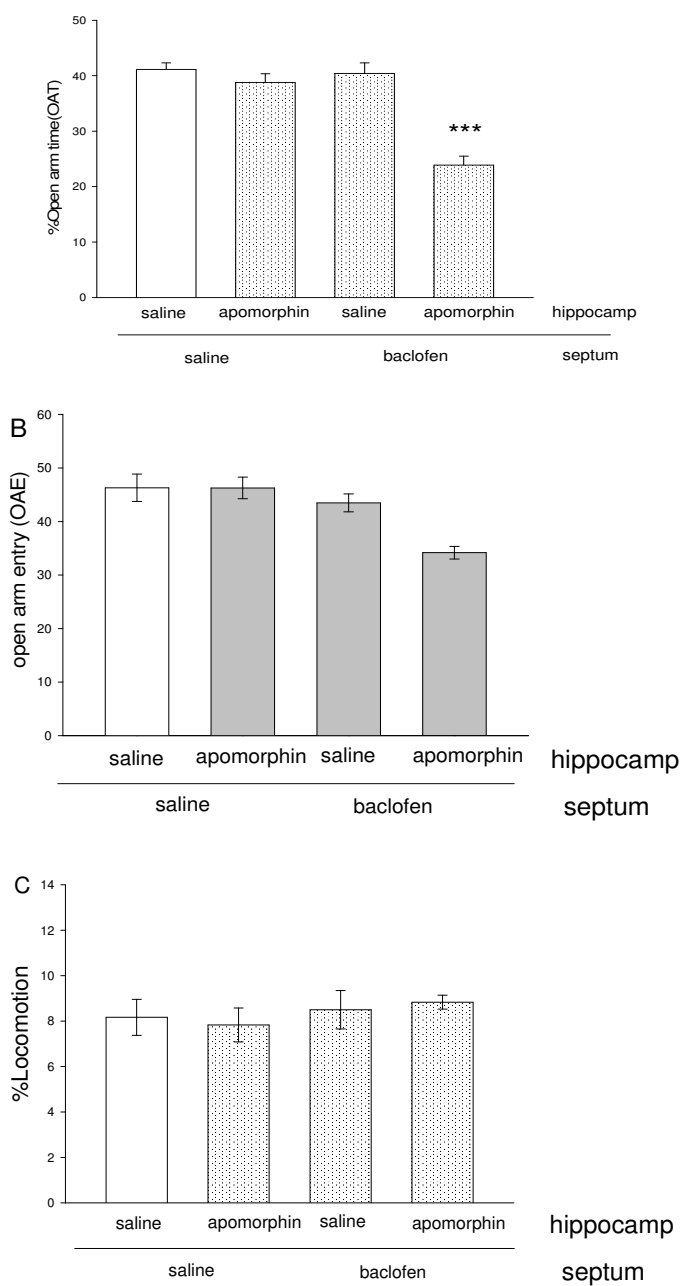 50
40
30
20
10
0
%Open arm time(OAT)
***
saline apomorphin saline apomorphin hippocamp
saline baclofen septum
B
60
50
40
30
20
10
0
open arm entry (OAE)
saline apomorphin saline apomorphin hippocamp
saline baclofen septum
C
14
12
10
8
6
4
2
0
%Locomotion
saline apomorphin saline apomorphin hippocamp
saline baclofen septum